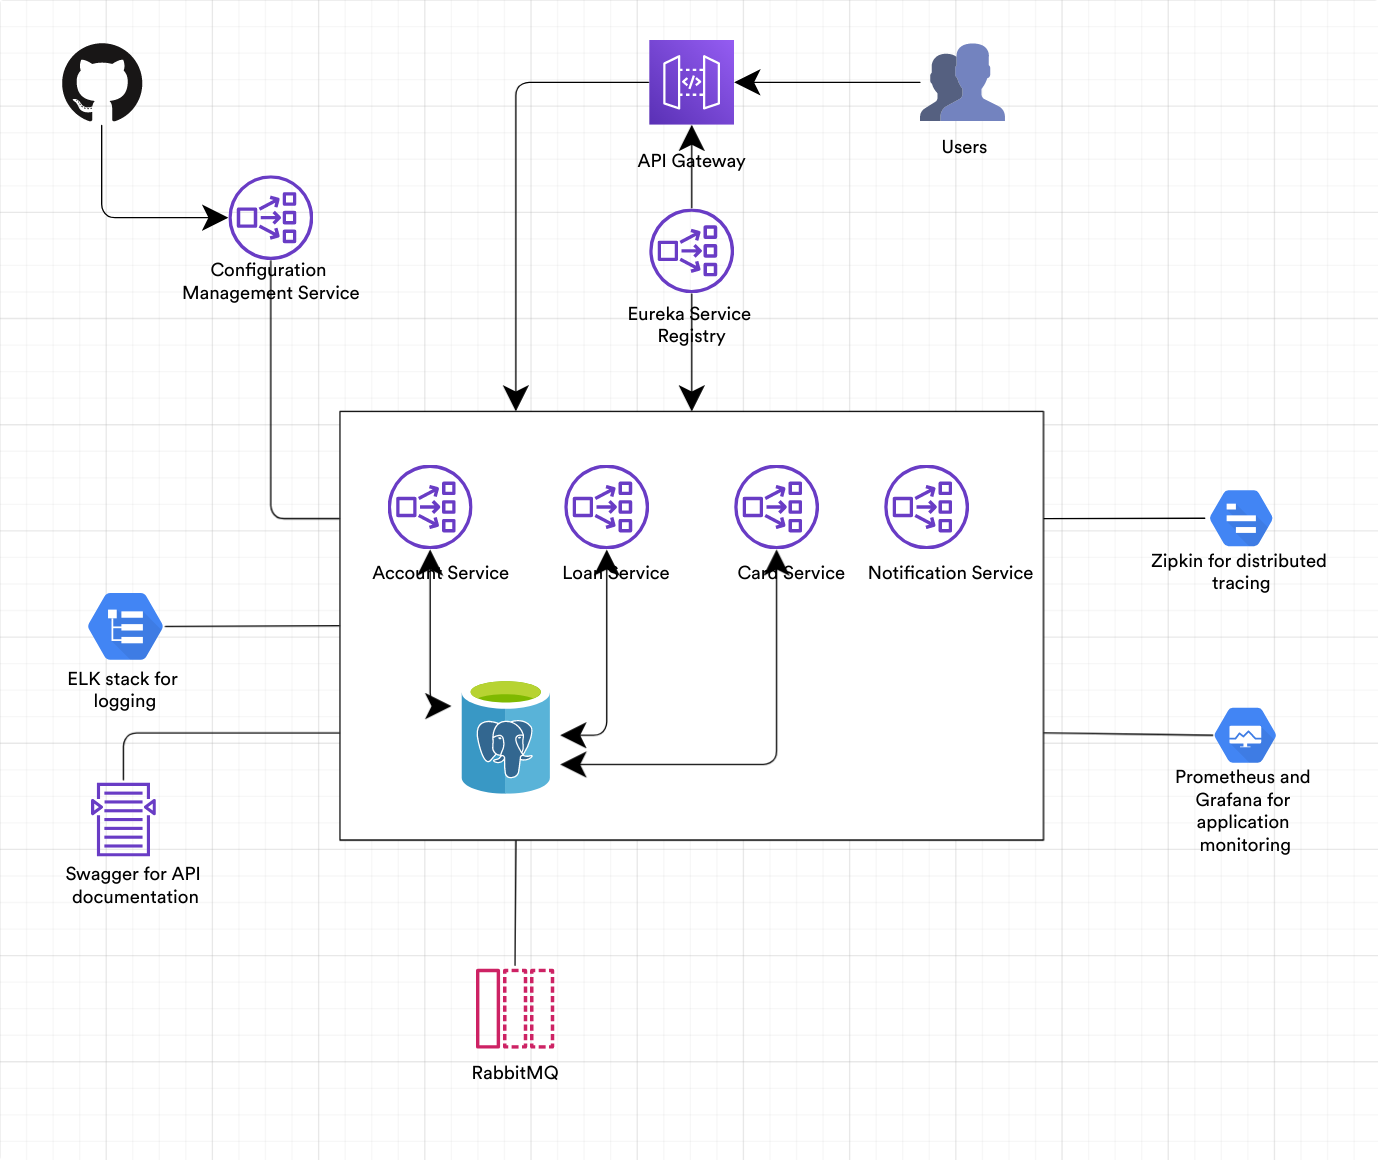 API Gateway
Users
Configuration
Management Service
Eureka Service
Registry
Account Service
Loan Service
Card Service
Notification Service
Zipkin for distributed
tracing
ELK stack for
logging
Prometheus and
Grafana for
application
monitoring
Swagger for API
documentation
RabbitMQ